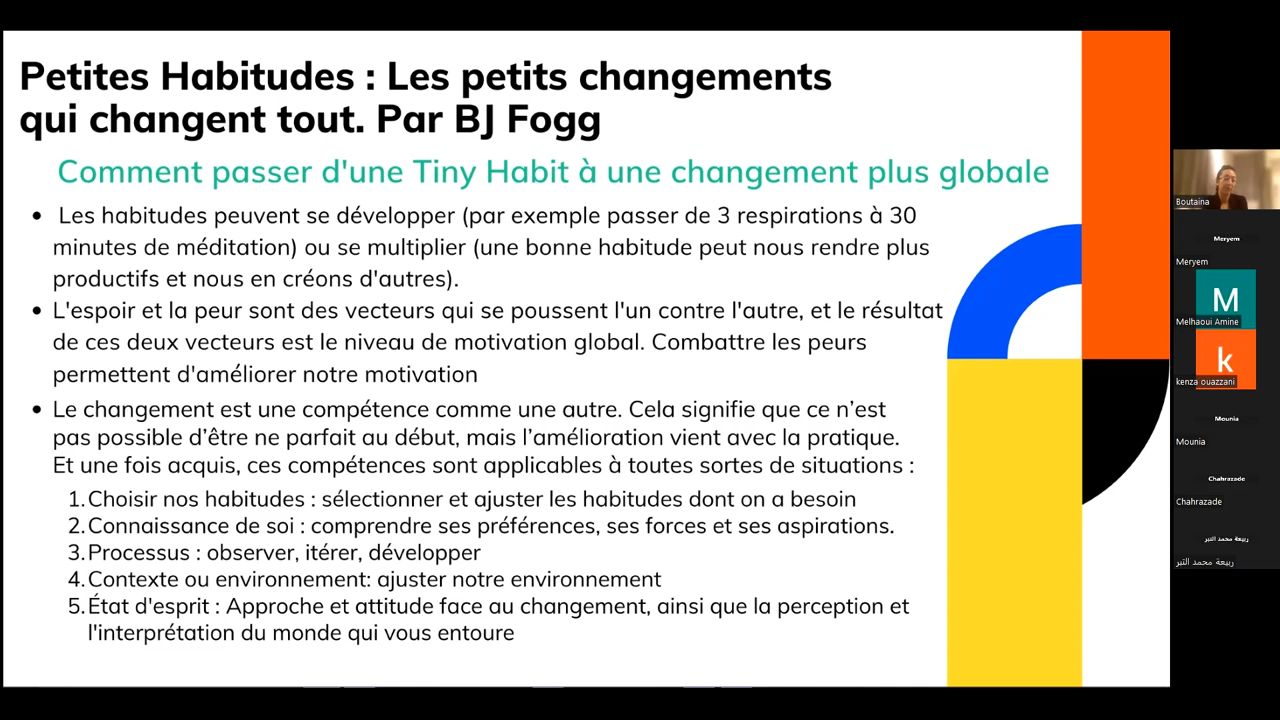 Petites Habitudes : Les petits changements
qui changent tout. Par BJ Fogg
Comment passer d'une Tiny Habit à une changement plus globale
• Les habitudes peuvent se développer (par exemple passer de 3 respirations à 30
minutes de méditation) ou se multiplier (une bonne habitude peut nous rendre plus
productifs et nous en créons d'autres).
• L'espoir et la peur sont des vecteurs qui se poussent l'un contre l'autre, et le résultat
de ces deux vecteurs est le niveau de motivation global. Combattre les peurs
permettent d'améliorer notre motivation
• Le changement est une compétence comme une autre. Cela signifie que ce n’est
pas possible d’être ne parfait au début, mais l’amélioration vient avec la pratique.
Et une fois acquis, ces compétences sont applicables à toutes sortes de situations :
1. Choisir nos habitudes : sélectionner et ajuster les habitudes dont on a besoin
2. Connaissance de soi : comprendre ses préférences, ses forces et ses aspirations.
3. Processus : observer, itérer, développer
4. Contexte ou environnement: ajuster notre environnement
5. État d'esprit : Approche et attitude face au changement, ainsi que la perception et
l'interprétation du monde qui vous entoure
Boutaina
Meryem
Meryem
M
Melhaoui Amine
k
kenza ouazzani
Mounia
Mounia
Chahrazade
Chahrazade
ربيعة محمد التبر
ربيعة محمد التبر